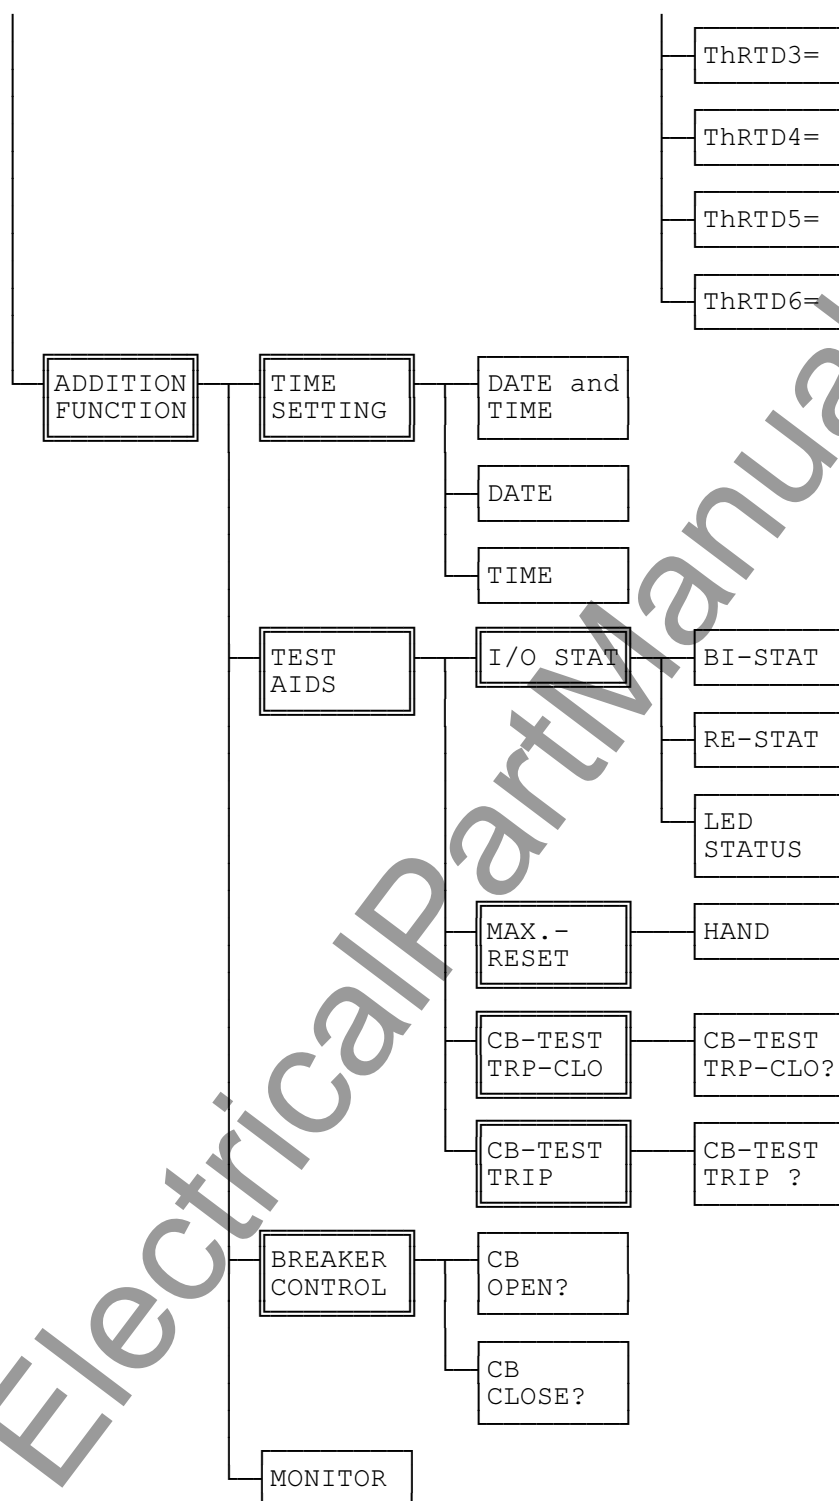 ThRTD3=
ThRTD4=
ThRTD5=
ThRTD6=
ADDITION
FUNCTION
TIME
SETTING
DATE and
TIME
DATE
TIME
TEST
AIDS
I/O STAT
BI-STAT
RE-STAT
LED
STATUS
MAX.-
RESET
HAND
CB-TEST
TRP-CLO
CB-TEST
TRP-CLO?
CB-TEST
TRIP
CB-TEST
TRIP ?
BREAKER
CONTROL
CB
OPEN?
CB
CLOSE?
MONITOR
ElectricalPartManua